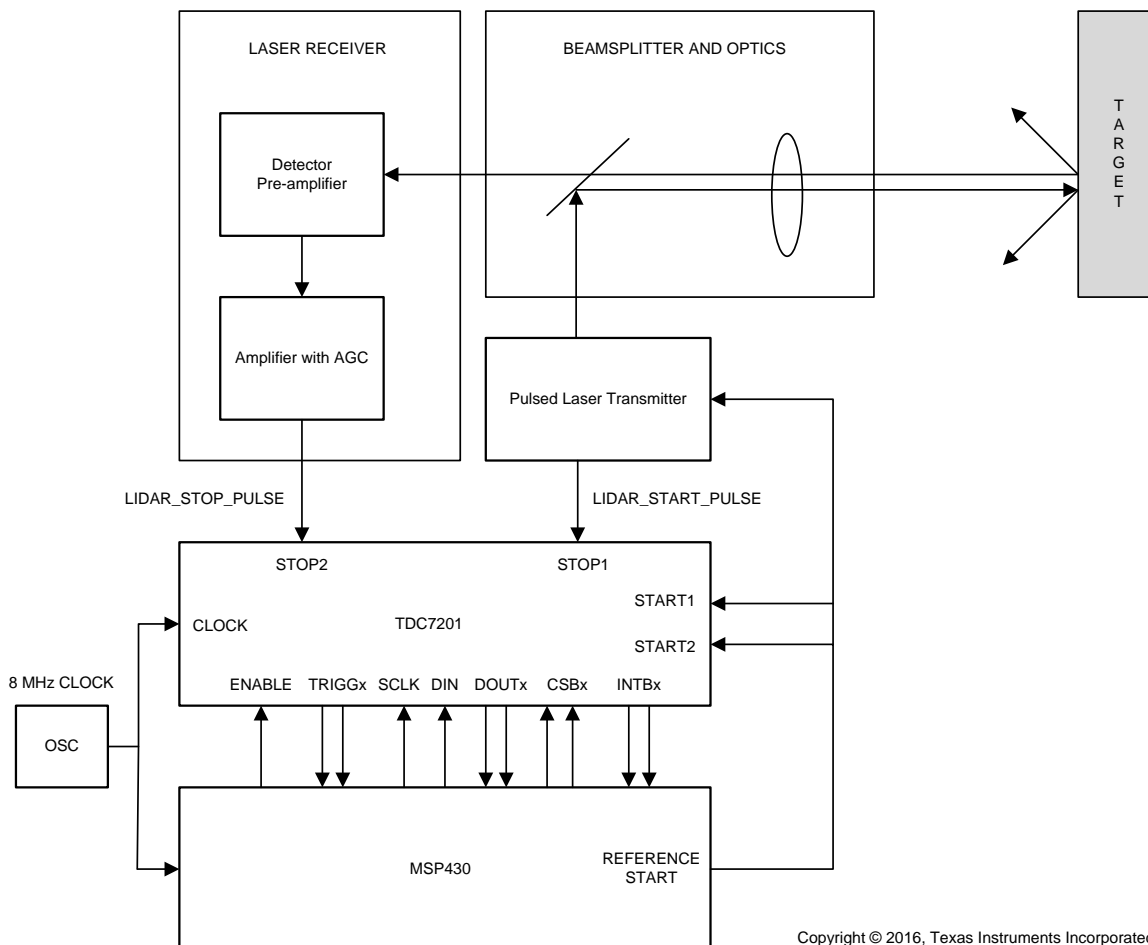 LASER RECEIVER
BEAMSPLITTER AND OPTICS
T
A
R
G
E
T
Detector
Pre-amplifier
Amplifier with AGC
Pulsed Laser Transmitter
LIDAR_STOP_PULSE
LIDAR_START_PULSE
STOP2
STOP1
START1
CLOCK
TDC7201
START2
8 MHz CLOCK
ENABLE
TRIGGx
SCLK
DIN
DOUTx
CSBx
INTBx
OSC
MSP430
REFERENCE
START
Copyright © 2016, Texas Instruments Incorporated